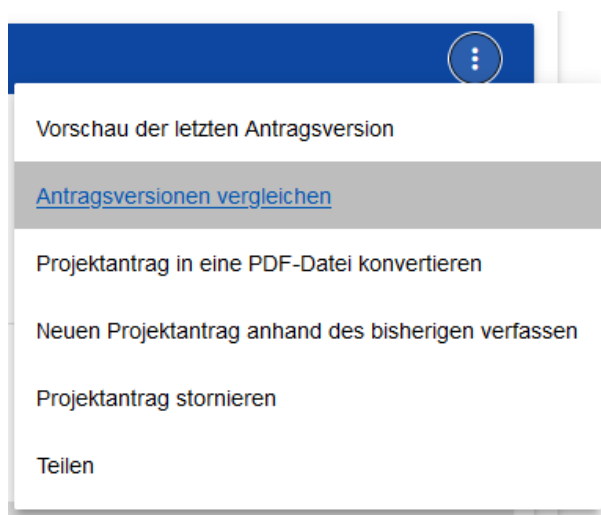 Vorschau der letzten Antragsversion
Antragsversionen vergleichen
Projektantrag in eine PDF-Datei konvertieren
Neuen Projektantrag anhand des bisherigen verfassen
Projektantrag stornieren
Teilen